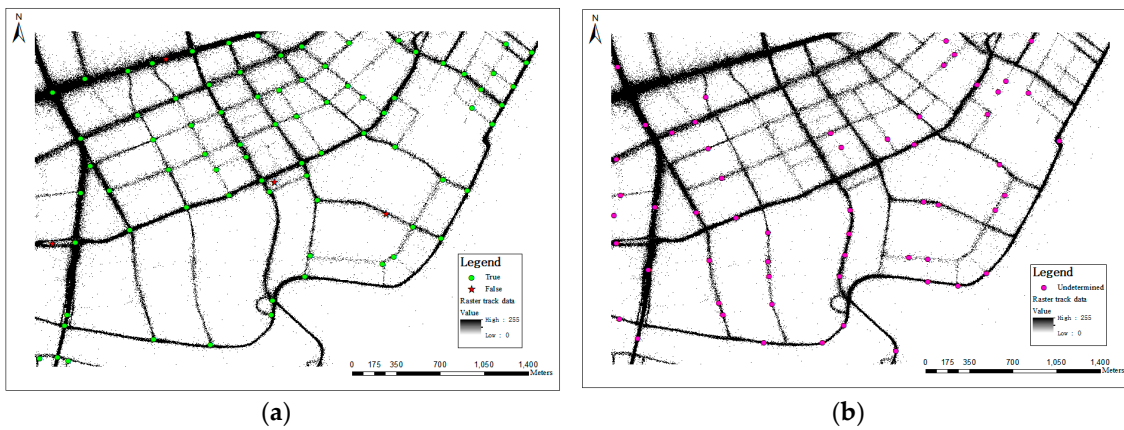 N
Legend
True
False
Raster track data
Value
High : 255
Low : 0
0 175 350 700 1,050 1,400
Meters
(a)
N
Legend
Undetermined
Raster track data
Value
High : 255
Low : 0
0 175 350 700 1,050 1,400
Meters
(b)